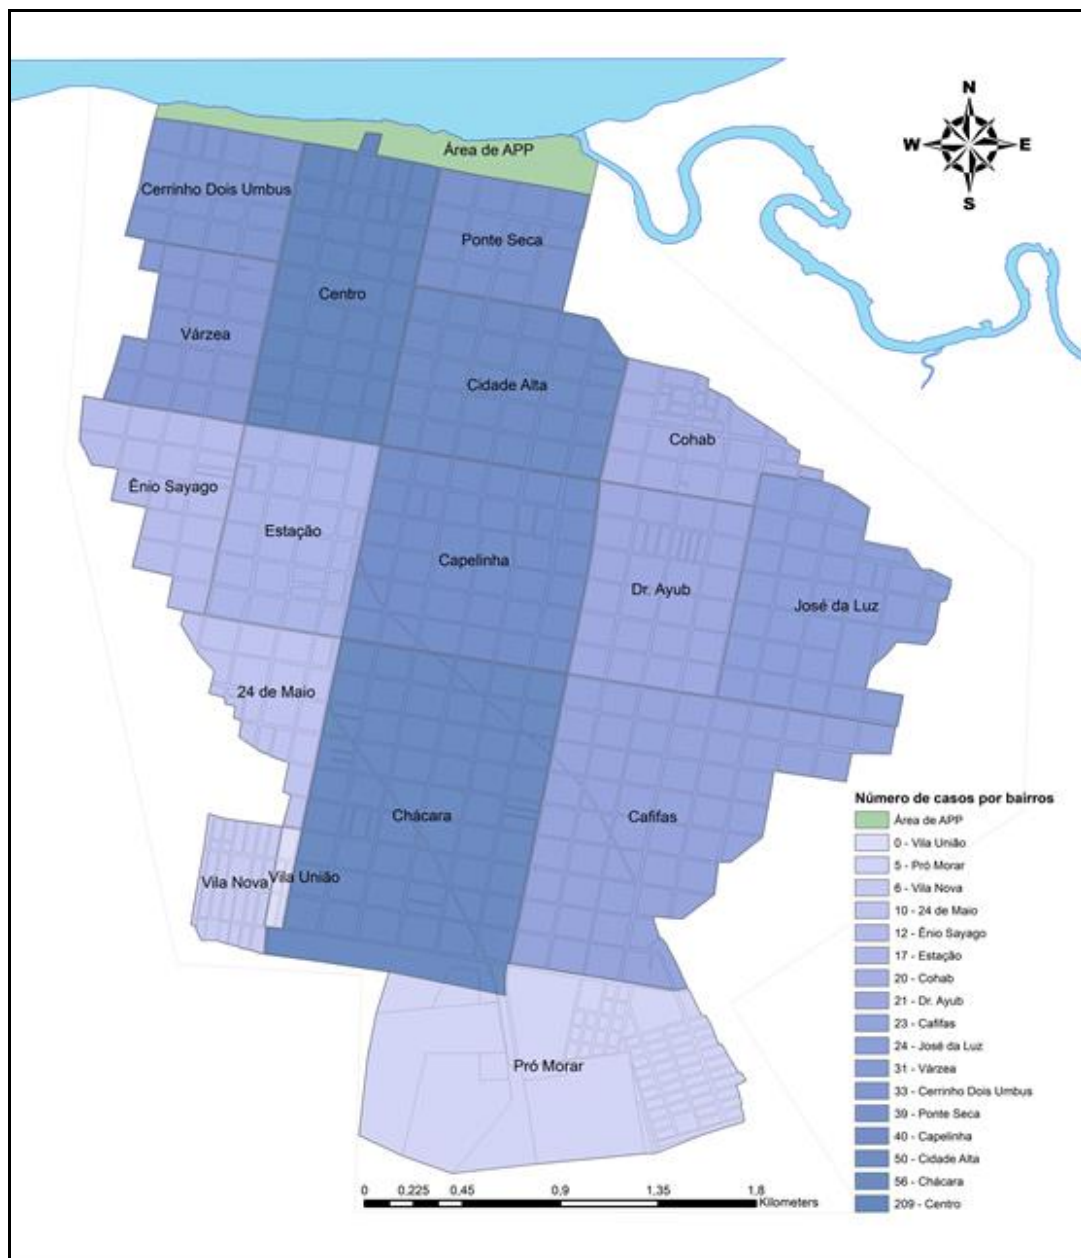 N
W E
S
Área de APP
Cerrinho Dois Umbus
Ponte Seca
Centro
Várzea
Cidade Alta
Cohab
Ênio Sayago
Estação
Capelinha
Dr. Ayub
José da Luz
24 de Maio
Chácara
Cafifas
Vila Nova
Vila União
Pró Morar
Número de casos por bairros
Área de APP
0 - Vila União
5 - Pró Morar
6 - Vila Nova
10 - 24 de Maio
12 - Ênio Sayago
17 - Estação
20 - Cohab
21 - Dr. Ayub
23 - Cafifas
24 - José da Luz
31 - Várzea
33 - Cerrinho Dois Umbus
39 - Ponte Seca
40 - Capelinha
50 - Cidade Alta
56 - Chácara
209 - Centro
0 0,225 0,45 0,9 1,35 1,8
Kilometers